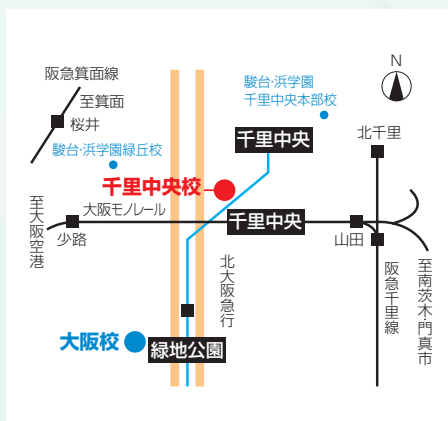 阪急箕面線
至箕面
桜井
駿台･浜学園緑丘校
駿台･浜学園
千里中央本部校
N
千里中央
北千里
千里中央校
大阪モノレール
千里中央
至大阪空港
少路
山田
北大阪急行
阪急千里線
至南茨木･門真市
大阪校
緑地公園